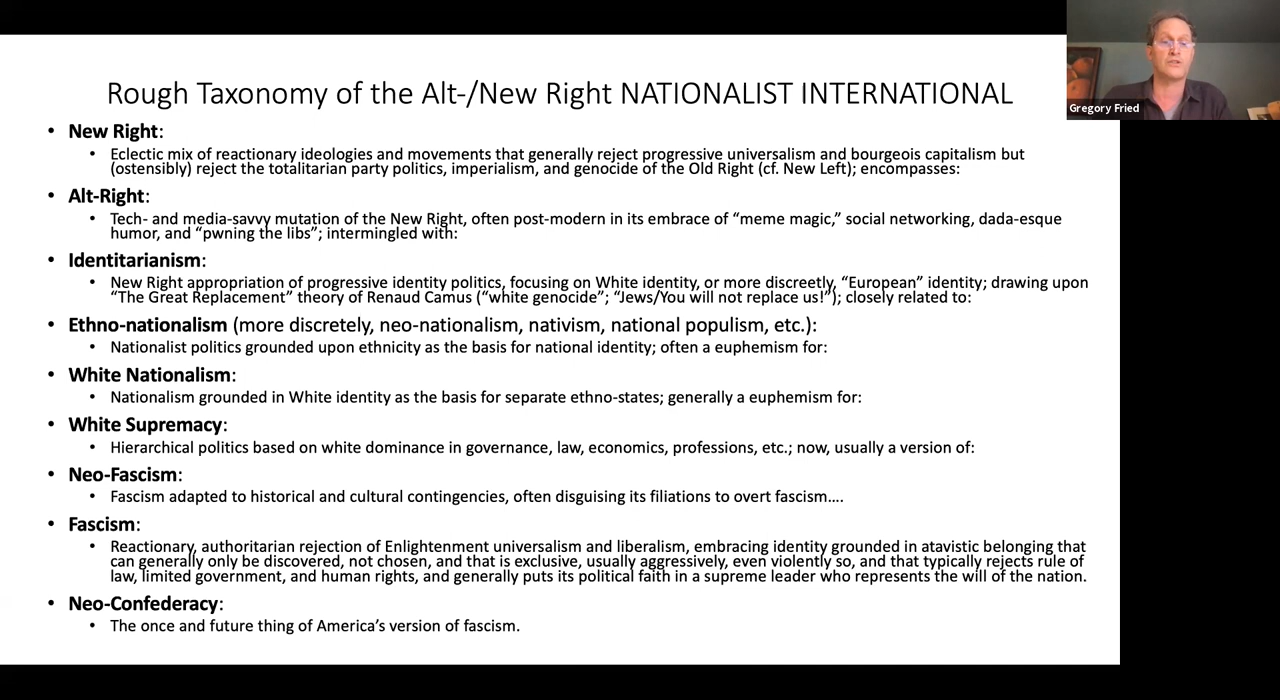 Rough Taxonomy of the Alt-/New Right NATIONALIST INTERNATIONAL
Gregory Fried
• New Right:
• Eclectic mix of reactionary ideologies and movements that generally reject progressive universalism and bourgeois capitalism but
(ostensibly) reject the totalitarian party politics, imperialism, and genocide of the Old Right (cf. New Left); encompasses:
• Alt-Right:
• Tech- and media-savvy mutation of the New Right, often post-modern in its embrace of “meme magic,” social networking, dada-esque
humor, and “pwning the libs”; intermingled with:
• Identitarianism:
• New Right appropriation of progressive identity politics, focusing on White identity, or more discreetly, “European” identity; drawing upon
“The Great Replacement” theory of Renaud Camus (“white genocide”; “Jews/You will not replace us!”); closely related to:
• Ethno-nationalism (more discretely, neo-nationalism, nativism, national populism, etc.):
• Nationalist politics grounded upon ethnicity as the basis for national identity; often a euphemism for:
• White Nationalism:
• Nationalism grounded in White identity as the basis for separate ethno-states; generally a euphemism for:
• White Supremacy:
• Hierarchical politics based on white dominance in governance, law, economics, professions, etc.; now, usually a version of:
• Neo-Fascism:
• Fascism adapted to historical and cultural contingencies, often disguising its filiations to overt fascism….
• Fascism:
• Reactionary, authoritarian rejection of Enlightenment universalism and liberalism, embracing identity grounded in atavistic belonging that
can generally only be discovered, not chosen, and that is exclusive, usually aggressively, even violently so, and that typically rejects rule of
law, limited government, and human rights, and generally puts its political faith in a supreme leader who represents the will of the nation.
• Neo-Confederacy:
• The once and future thing of America’s version of fascism.